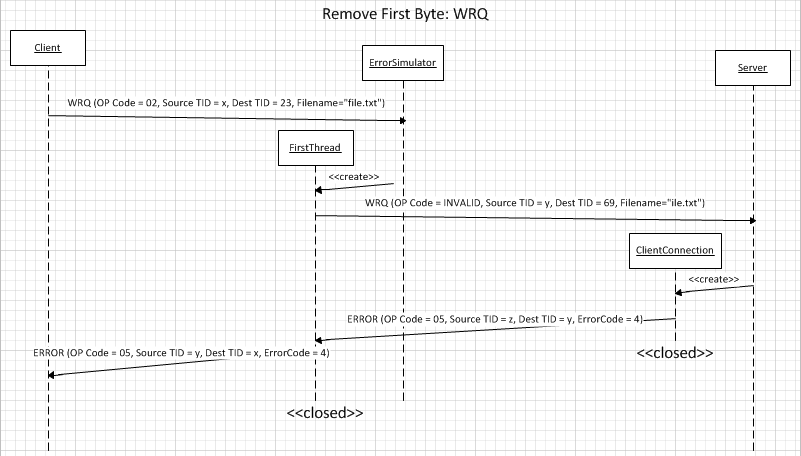 Remove First Byte: WRQ
Client
ErrorSimulator
Server
WRQ (OP Code = 02, Source TID = x, Dest TID = 23, Filename="file.txt")
FirstThread
<<create>>
WRQ (OP Code = INVALID, Source TID = y, Dest TID = 69, Filename="ile.txt")
ClientConnection
<<create>>
ERROR (OP Code = 05, Source TID = z, Dest TID = y, ErrorCode = 4)
ERROR (OP Code = 05, Source TID = y, Dest TID = x, ErrorCode = 4)
<<closed>>
<<closed>>